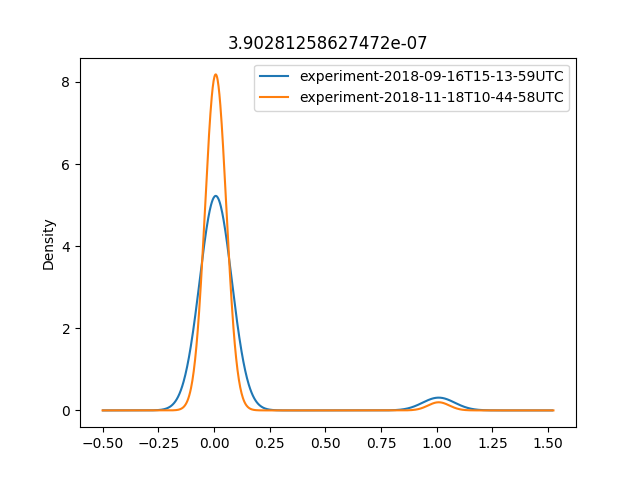 3.90281258627472e-07
experiment-2018-09-16T15-13-59UTC
experiment-2018-11-18T10-44-58UTC
Density
8
6
4
2
0
−0.50 −0.25 0.00 0.25 0.50 0.75 1.00 1.25 1.50